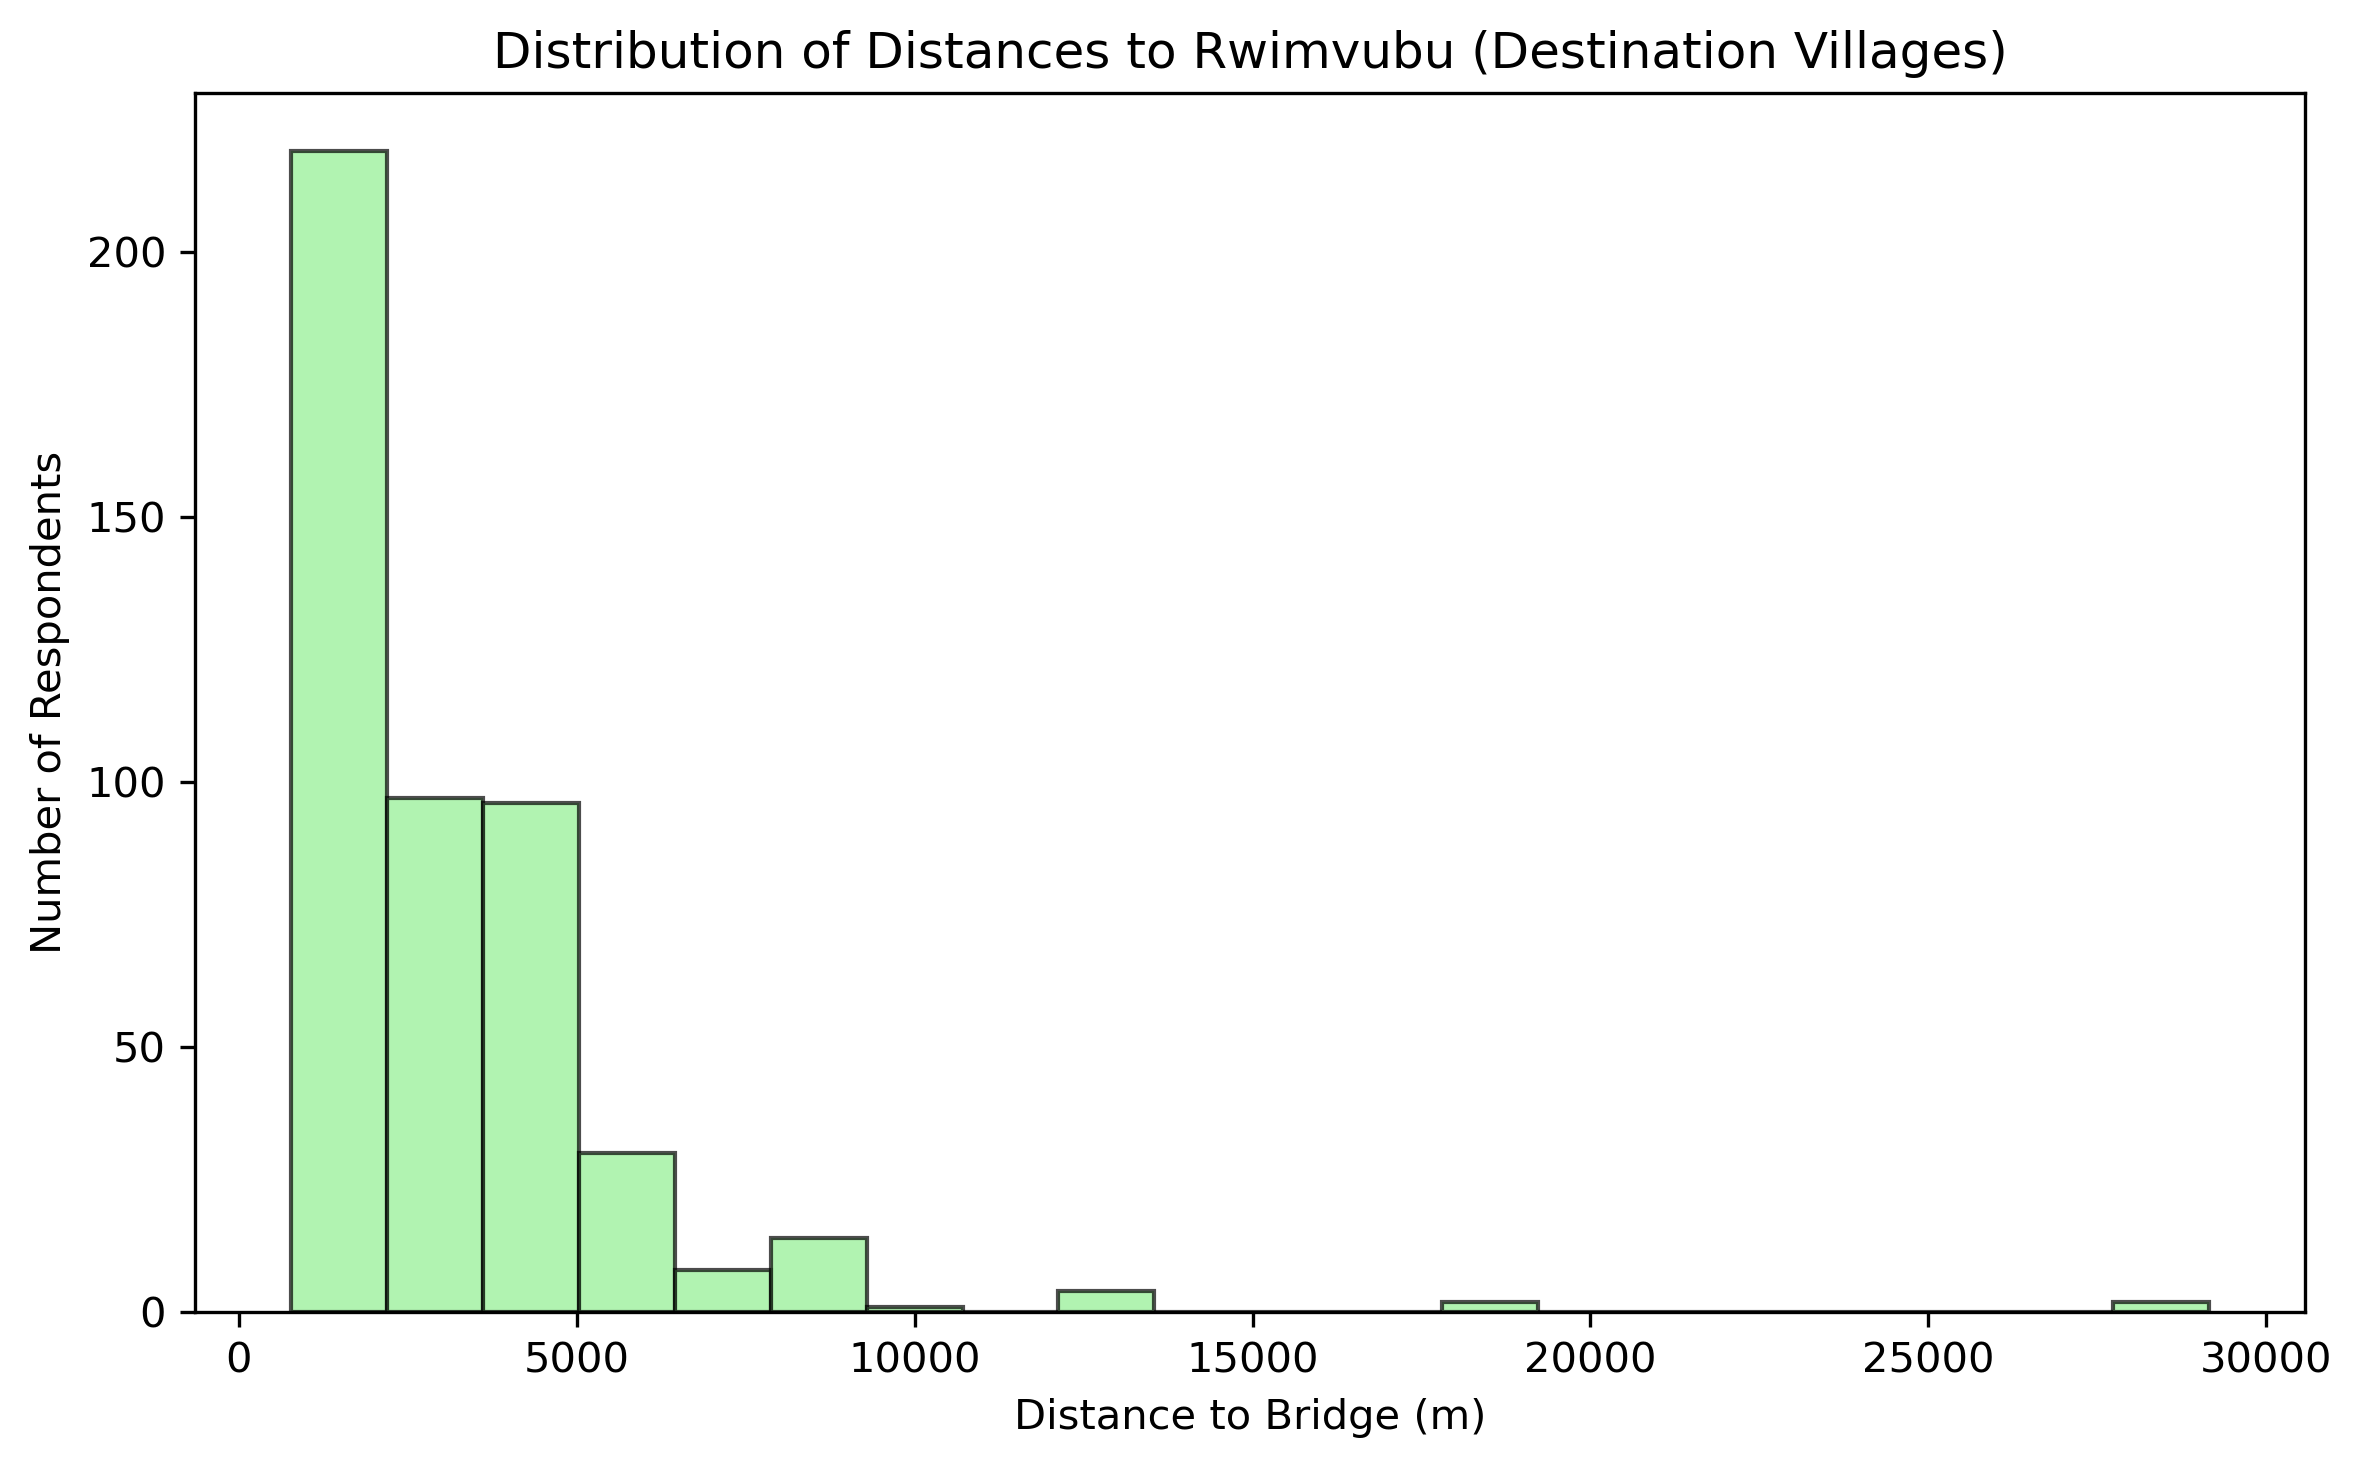 Distribution of Distances to Rwimvubu (Destination Villages)
Number of Respondents
200
150
100
50
0
0 5000 10000 15000 20000 25000 30000
Distance to Bridge (m)